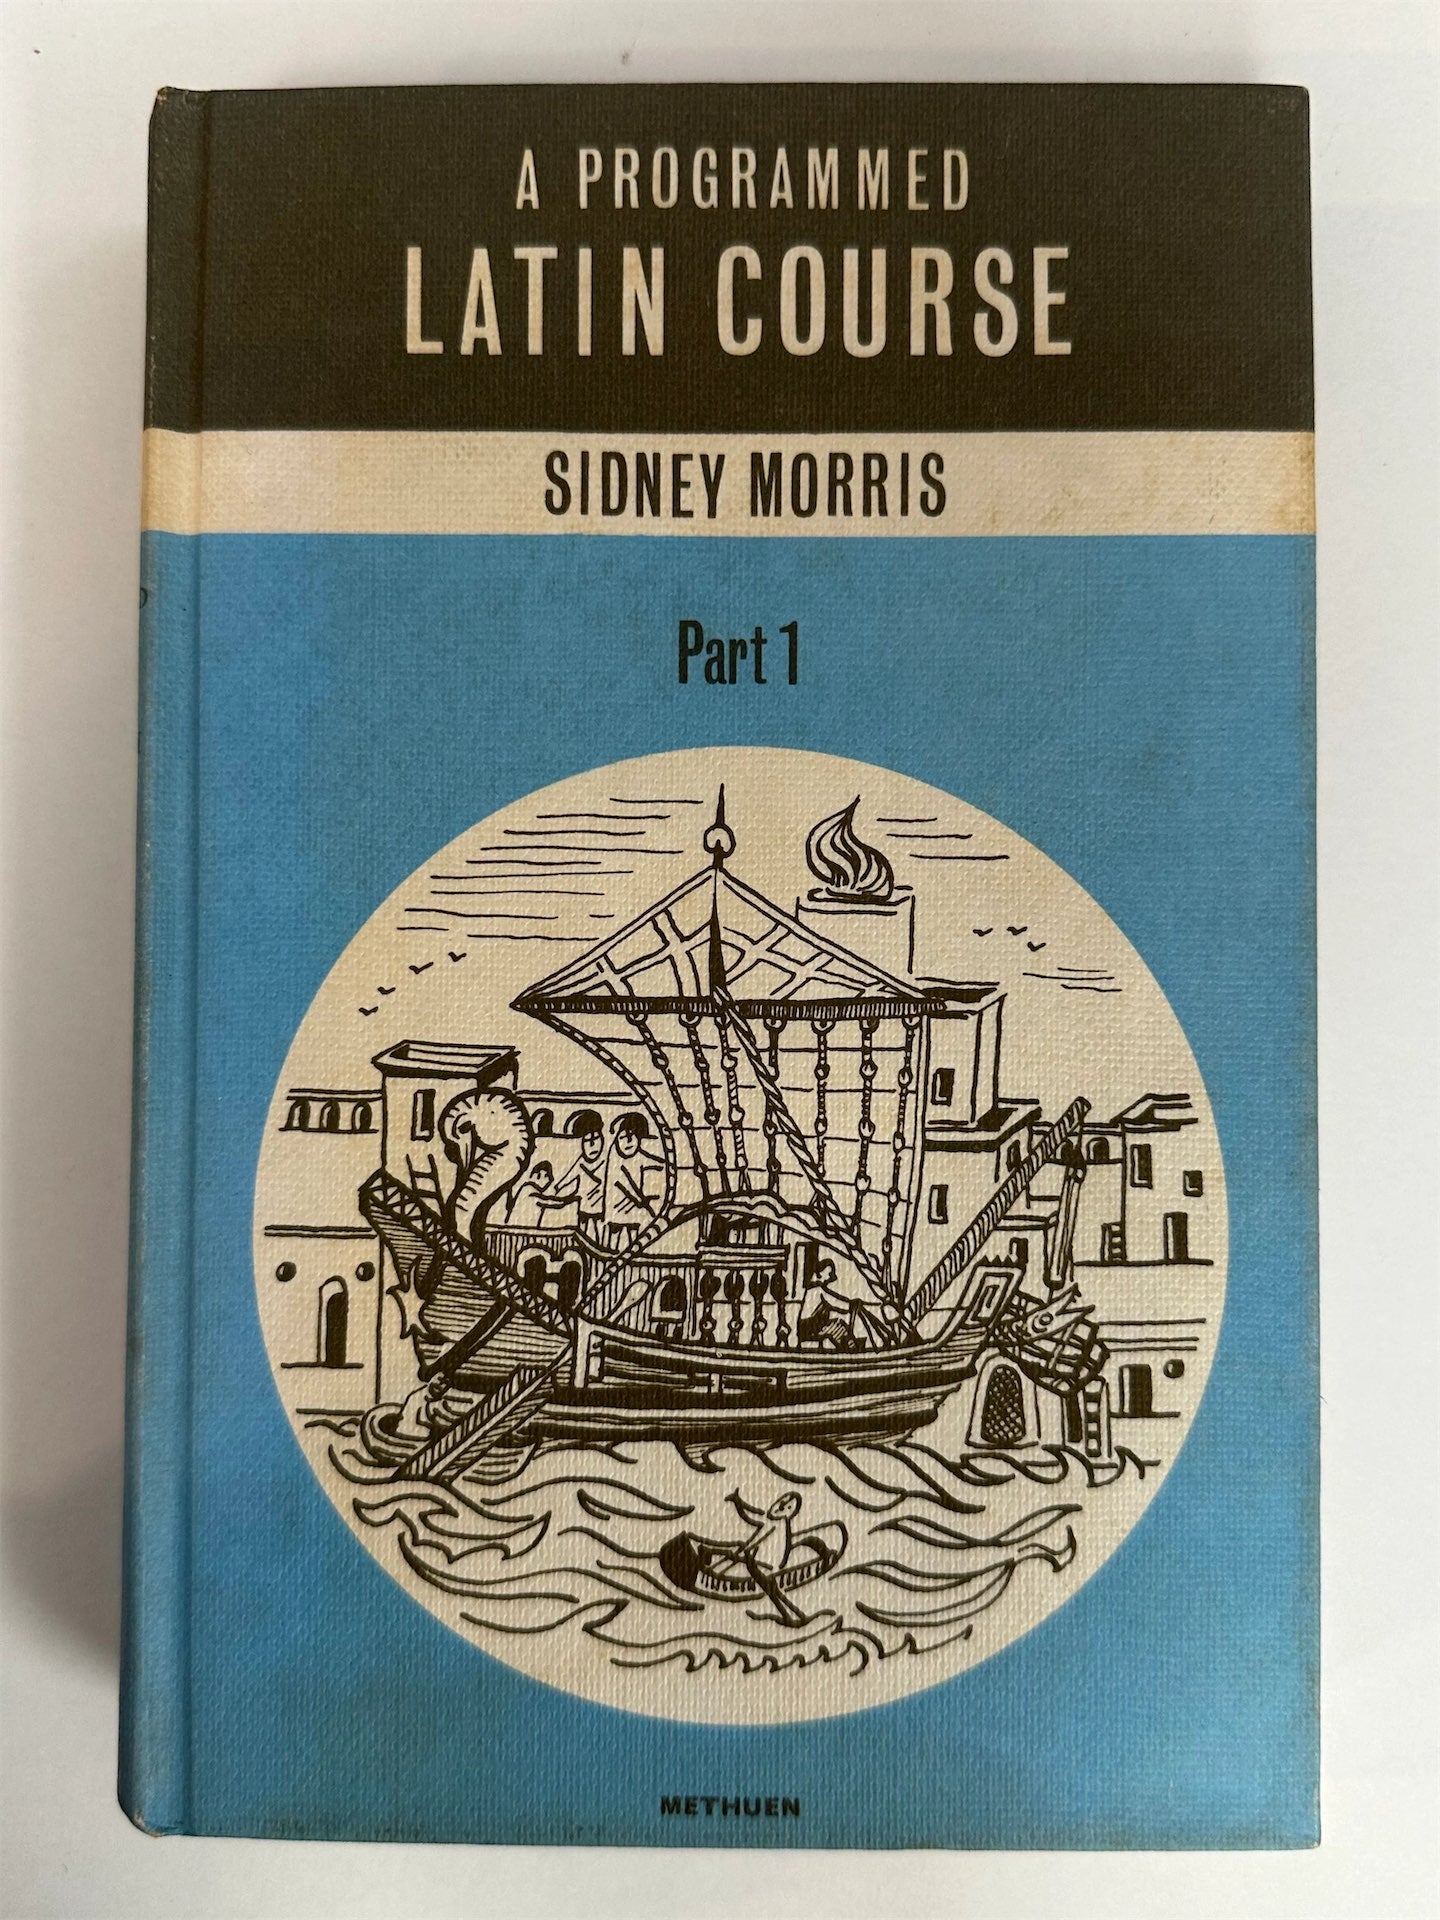 A PROGRAMMED
LATIN COURSE
SIDNEY MORRIS
Part 1
METHUEN